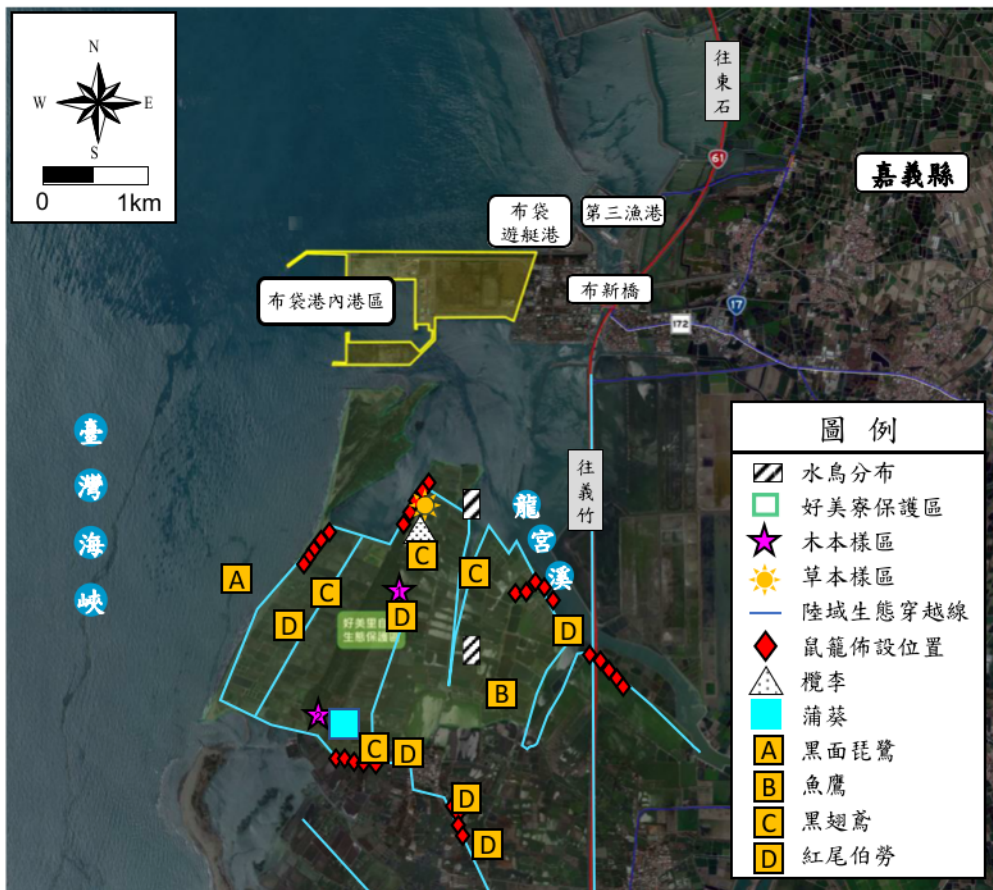 N
W
E
S
0
1km
往東石
61
嘉義縣
布袋
遊艇港
第三漁港
布袋港內港區
布新橋
17
172
臺灣海峽
往義竹
龍宮溪
A
C
D
C
C
D
D
B
C
D
D
D
好美里自
生態保護區
圖 例
水鳥分布
好美寮保護區
木本樣區
草本樣區
陸域生態穿越線
鼠籠佈設位置
欖李
蒲葵
A
黑面琵鷺
B
魚鷹
C
黑翅鳶
D
紅尾伯勞